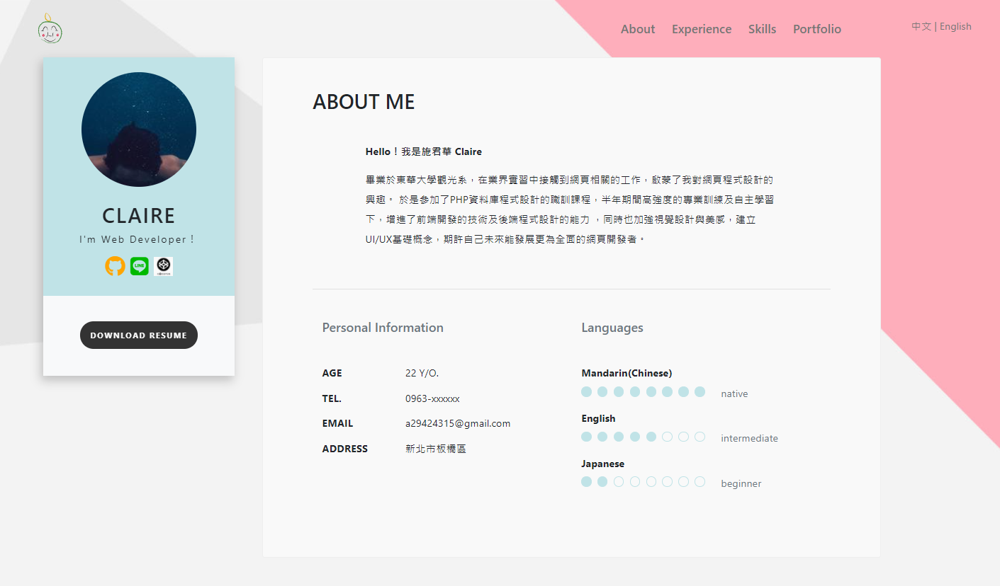 About Experience Skills Portfolio
中文 | English
CLAIRE
I'm Web Developer !
LINE
DOWNLOAD RESUME
ABOUT ME
Hello！我是施君華 Claire
畢業於東華大學觀光系，在業界實習中接觸到網頁相關的工作，啟蒙了我對網頁程式設計的
興趣。 於是參加了PHP資料庫程式設計的職訓課程，半年期間高強度的專業訓練及自主學習
下，增進了前端開發的技術及後端程式設計的能力 ，同時也加強視覺設計與美感，建立
UI/UX基礎概念，期許自己未來能發展更為全面的網頁開發者。
Personal Information
AGE 22 Y/O.
TEL. 0963-xxxxxx
EMAIL a29424315@gmail.com
ADDRESS 新北市板橋區
Languages
Mandarin(Chinese)
native
English
intermediate
Japanese
beginner